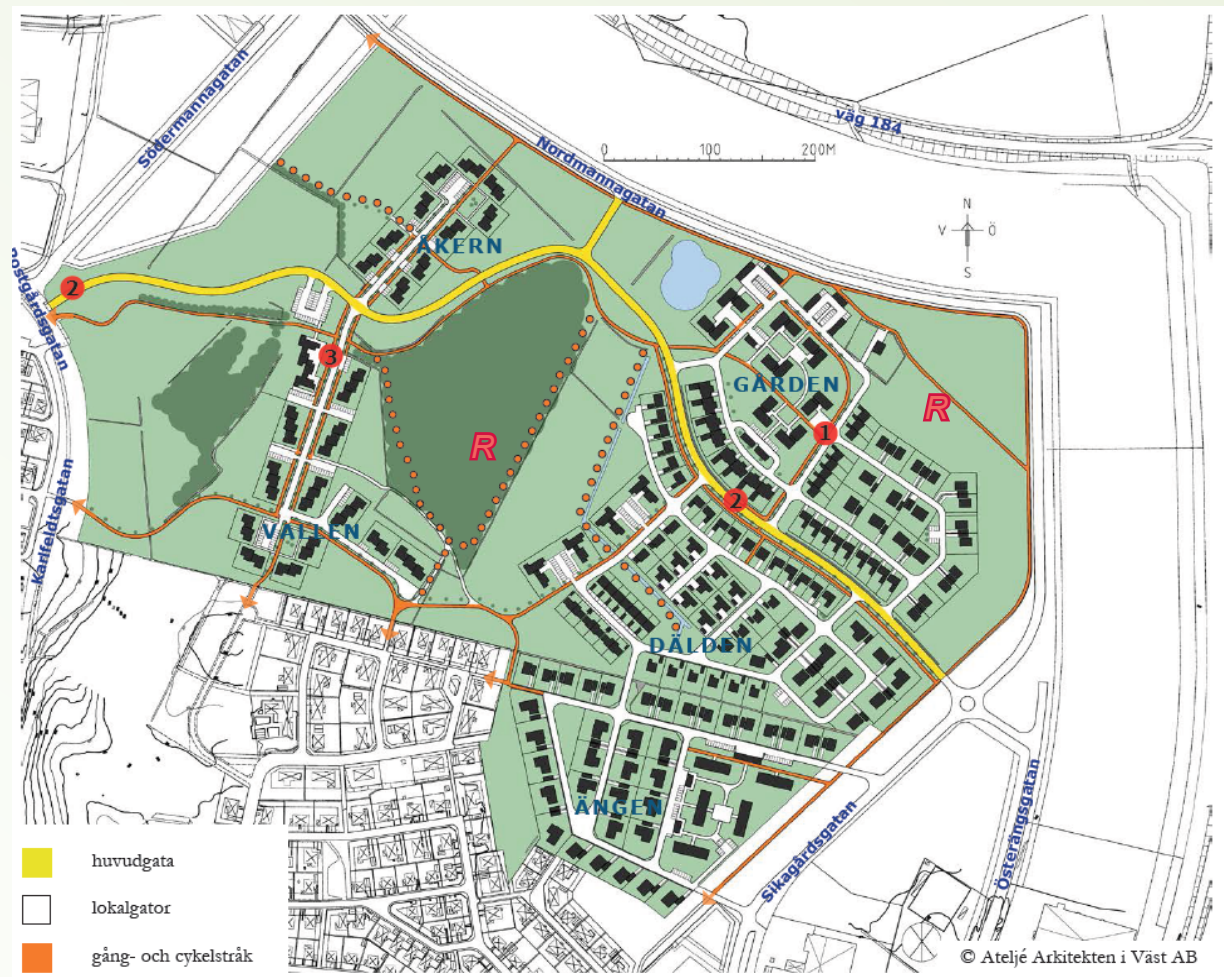 Södermannagatan
väg 184
Nordmannagatan
0 100 200M
N
V Ö
S
ÅKERN
2
3
GÅRDEN
R
1
R
2
Karlfeldtsgatan
VALLEN
DÄLDEN
ÄNGEN
Sikagårdsgatan
Österängsgatan
huvudgata
lokalgator
gång- och cykelstråk
© Ateljé Arkitekten i Väst AB